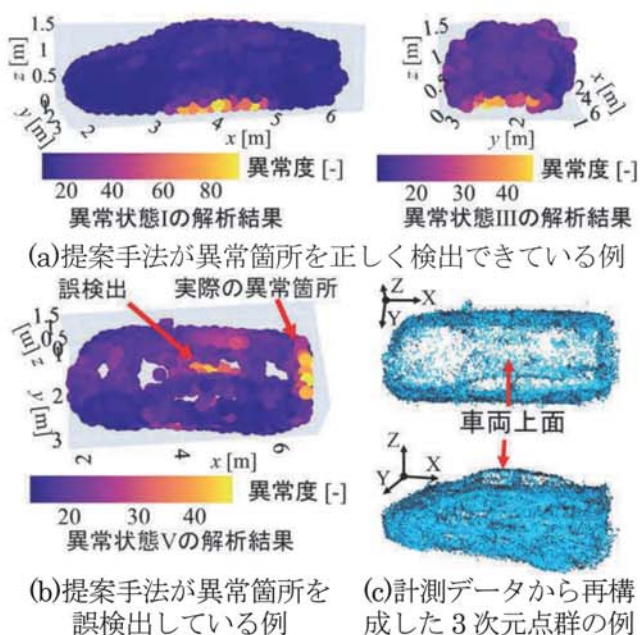 1.5
1
0.5
0
z [m]
y [m]
2
3
2
3
4
5
6
x [m]
20 40 60 80
異常度 [-]
異常状態Iの解析結果
1.5
1
0.5
0
z [m]
3
2
1
y [m]
2
4
6
x [m]
20 40
異常度 [-]
異常状態IIIの解析結果
(a)提案手法が異常箇所を正しく検出できている例
誤検出
実際の異常箇所
1.5
z [m]
1
2
3
y [m]
2
4
6
x [m]
20 30 40
異常度 [-]
異常状態Vの解析結果
(b)提案手法が異常箇所を
誤検出している例
Z
X
Y
車両上面
Z
Y
X
(c)計測データから再構
成した３次元点群の例